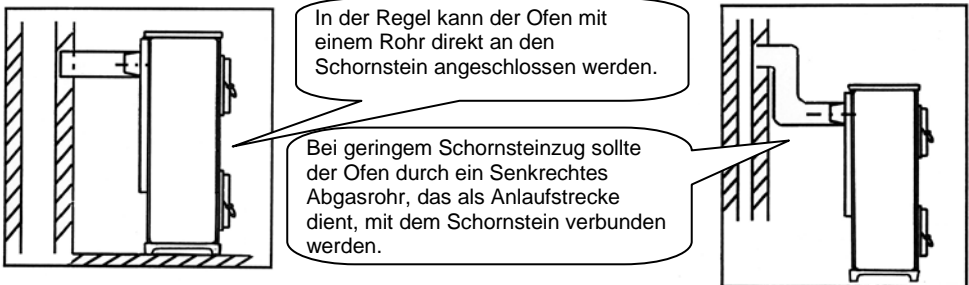 In der Regel kann der Ofen mit
einem Rohr direkt an den
Schornstein angeschlossen werden.
Bei geringem Schornsteinzug sollte
der Ofen durch ein Senkrechtes
Abgasrohr, das als Anlaufstrecke
dient, mit dem Schornstein verbunden
werden.